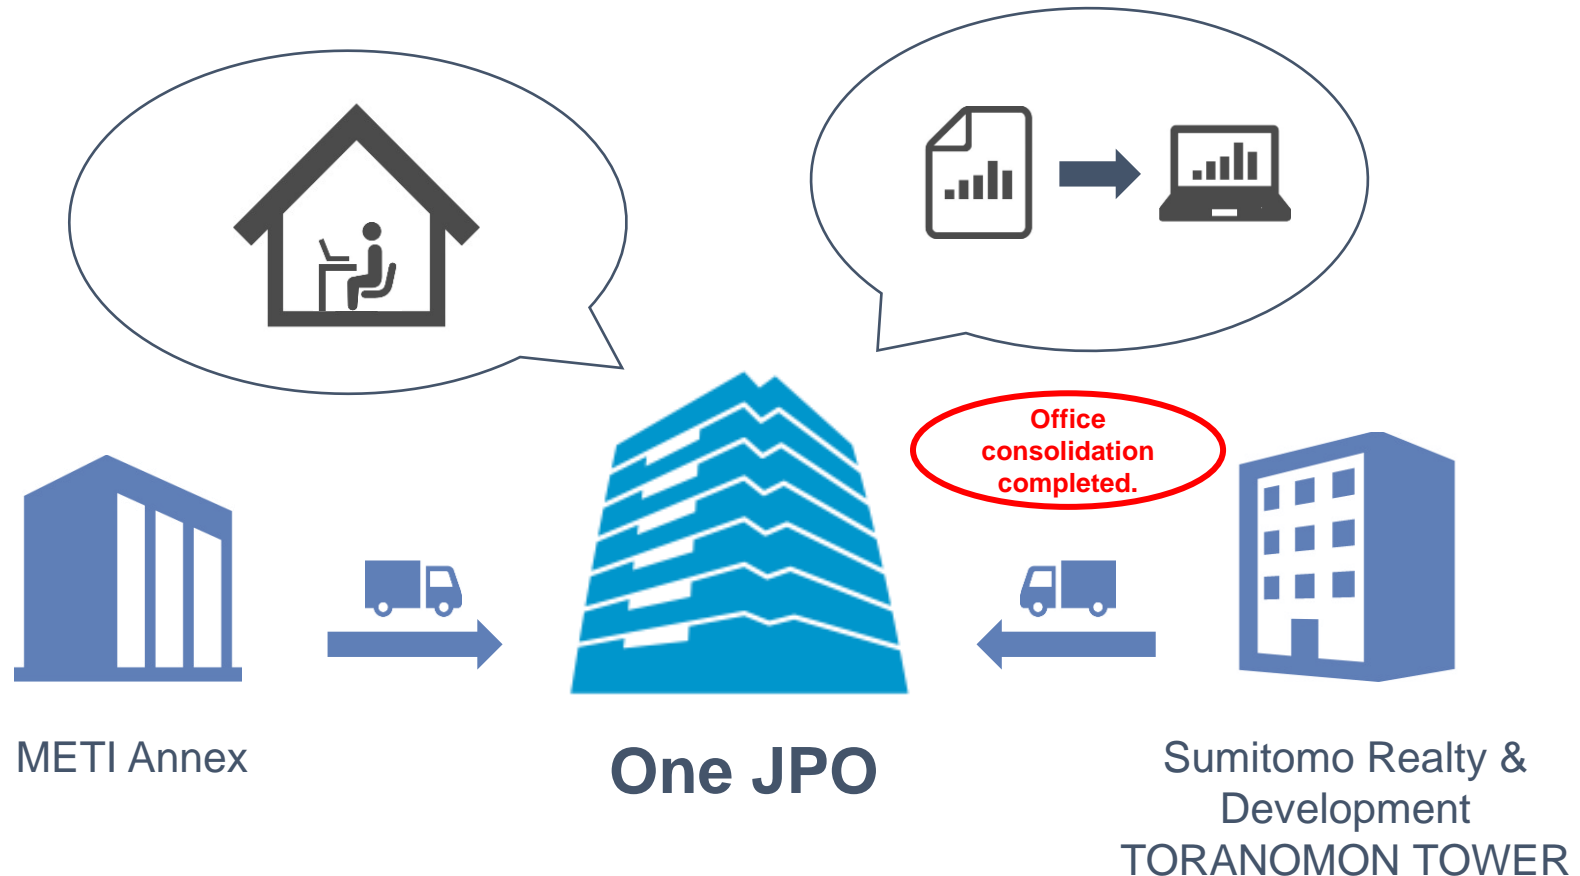 Office
consolidation
completed.
METI Annex
One JPO
Sumitomo Realty &
Development
TORANOMON TOWER